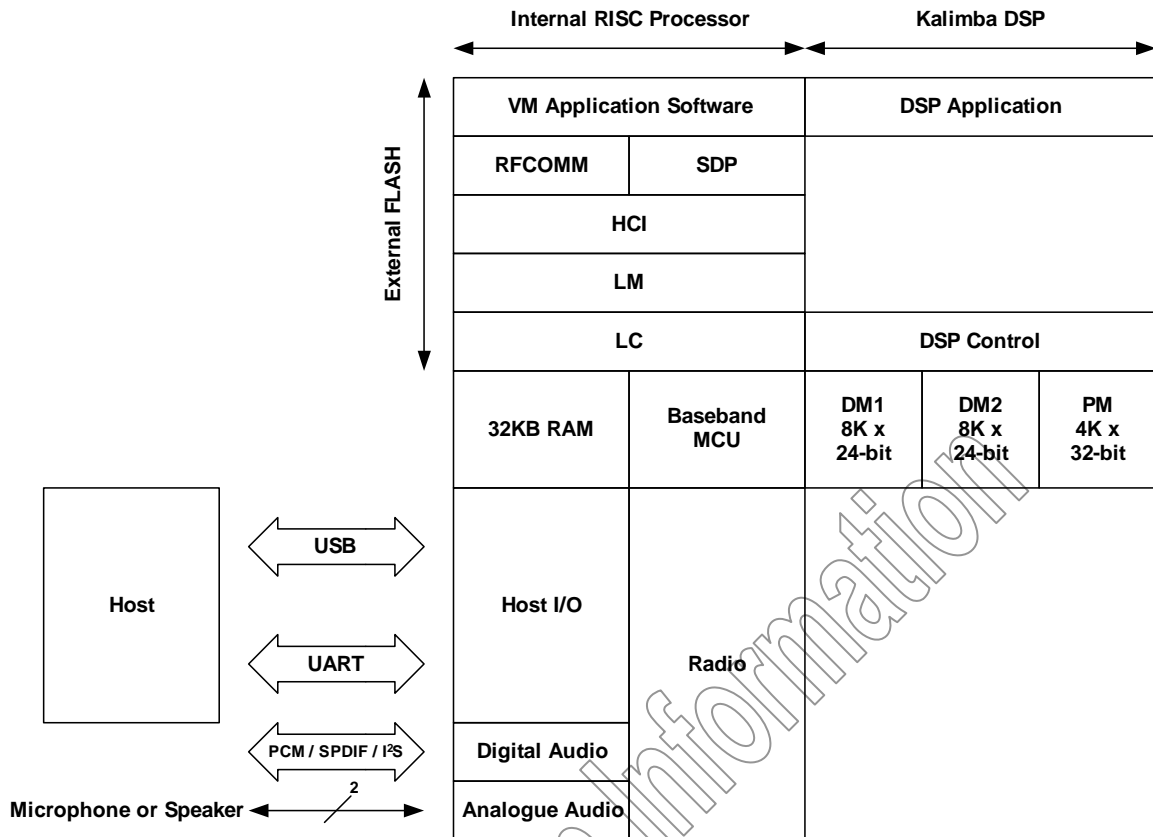 Internal RISC Processor
Kalimba DSP
External FLASH
VM Application Software
DSP Application
RFCOMM
SDP
HCI
LM
LC
DSP Control
32KB RAM
Baseband
MCU
DM1
8K x
24-bit
DM2
8K x
24-bit
PM
4K x
32-bit
Host
USB
UART
PCM / SPDIF / I²S
Host I/O
Radio
Digital Audio
Microphone or Speaker
2
Analogue Audio
Information